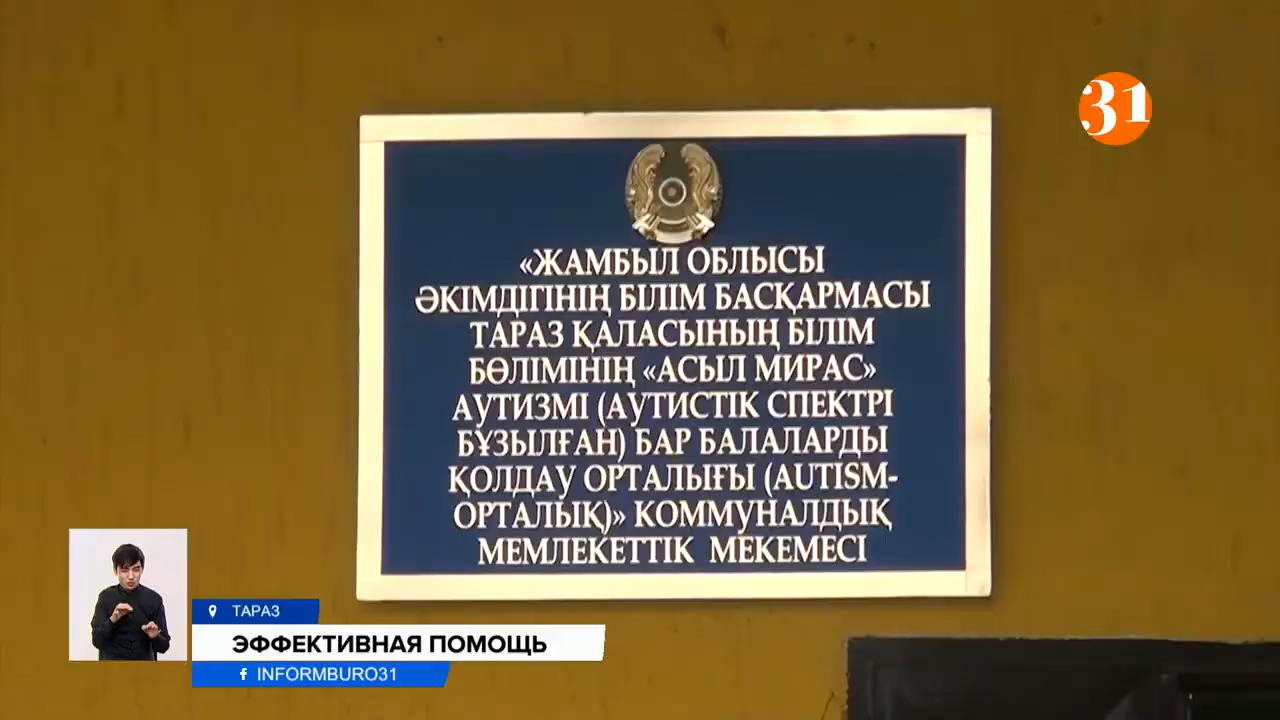 31
«ЖАМБЫЛ ОБЛЫСЫ
ӘКІМДІГІНІҢ БІЛІМ БАСҚАРМАСЫ
ТАРАЗ ҚАЛАСЫНЫҢ БІЛІМ
БӨЛІМІНІҢ «АСЫЛ МИРАС»
АУТИЗМІ (АУТИСТІК СПЕКТРІ
БҰЗЫЛҒАН) БАР БАЛАЛАРДЫ
ҚОЛДАУ ОРТАЛЫҒЫ (AUTISM-
ОРТАЛЫҚ)» КОММУНАЛДЫҚ
МЕМЛЕКЕТТІК МЕКЕМЕСІ
ТАРАЗ
ЭФФЕКТИВНАЯ ПОМОЩЬ
INFORMBURO31